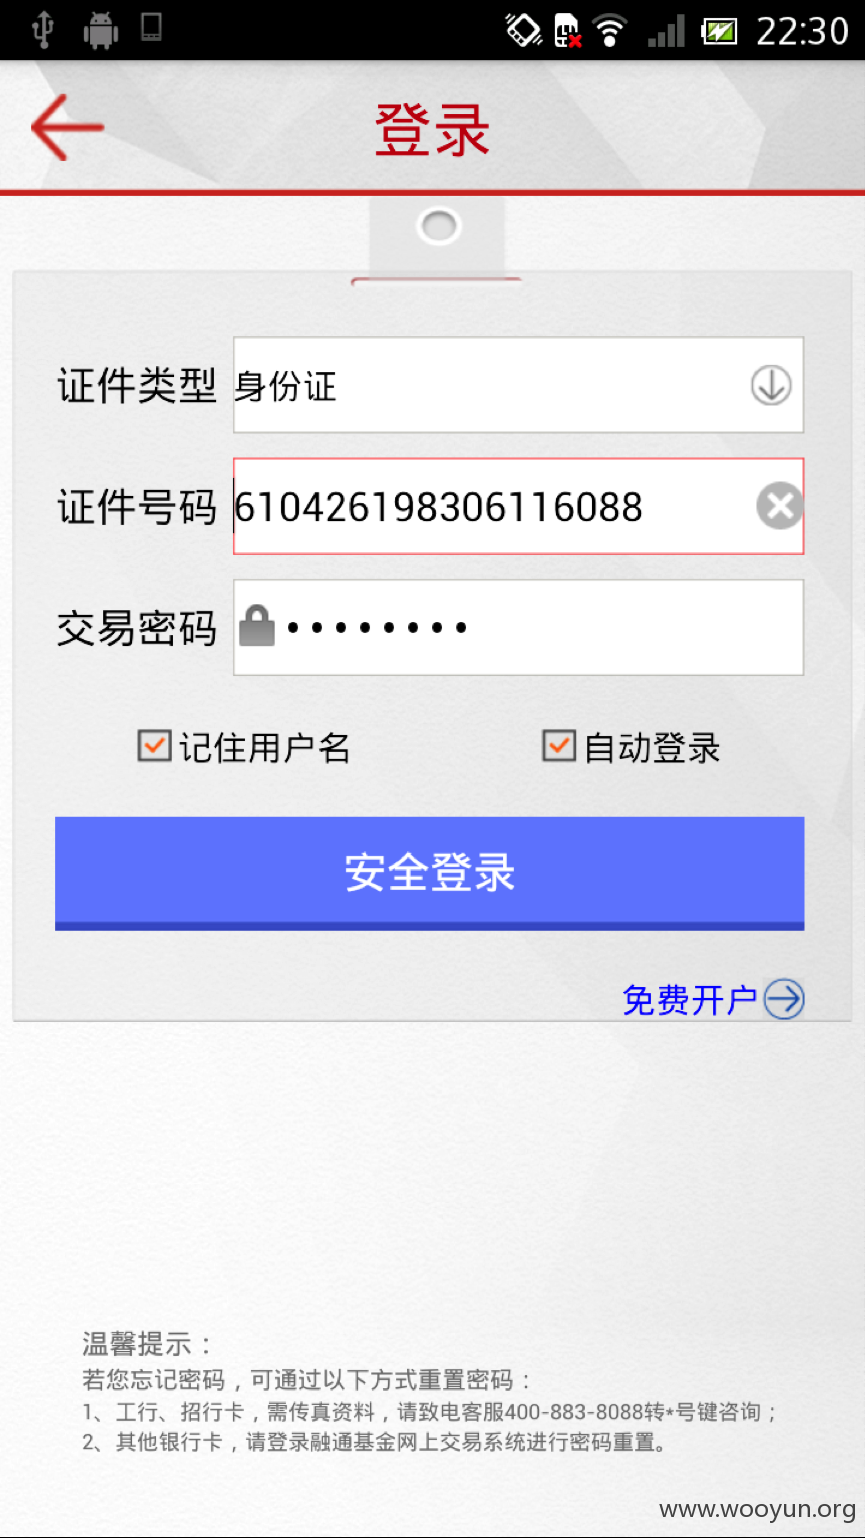 22:30
登录
证件类型 身份证
证件号码 610426198306116088
交易密码 ••••••••
记住用户名 自动登录
安全登录
免费开户
温馨提示：
若您忘记密码，可通过以下方式重置密码：
1、工行、招行卡，需传真资料，请致电客服400-883-8088转*号键咨询；
2、其他银行卡，请登录融通基金网上交易系统进行密码重置。
www.wooyun.org